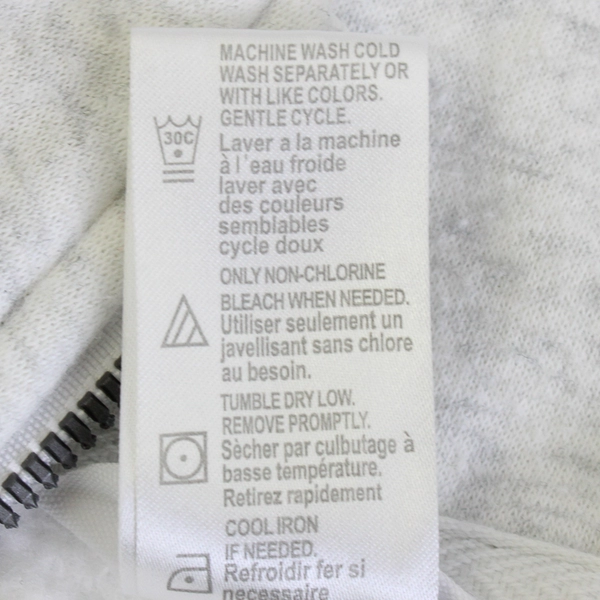 MACHINE WASH COLD
WASH SEPARATELY OR
WITH LIKE COLORS.
GENTLE CYCLE.
30C
Laver a la machine
à l'eau froide
laver avec
des couleurs
semblables
cycle doux
ONLY NON-CHLORINE
BLEACH WHEN NEEDED.
Utiliser seulement un
javellisant sans chlore
au besoin.
TUMBLE DRY LOW.
REMOVE PROMPTLY.
Sècher par culbutage à
basse température.
Retirez rapidement
COOL IRON
IF NEEDED.
Refroidir fer si
necessaire